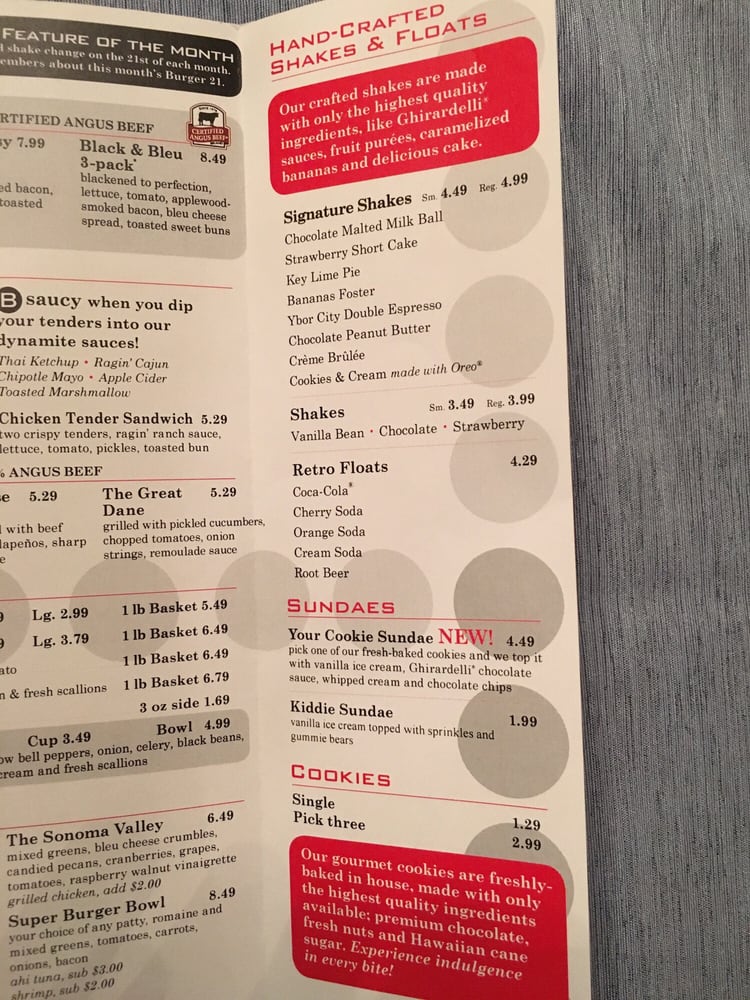 FEATURE OF THE MONTH
shake change on the 21st of each month.
embers about this month's Burger 21.
RTIFIED ANGUS BEEF
CERTIFIED
ANGUS BEEF
7.99
Black & Bleu
3-pack* 8.49
blackened to perfection,
lettuce, tomato, applewood-
smoked bacon, bleu cheese
spread, toasted sweet buns
ed bacon,
toasted
B saucy when you dip
your tenders into our
dynamite sauces!
Thai Ketchup • Ragin' Cajun
Chipotle Mayo • Apple Cider
Toasted Marshmallow
Chicken Tender Sandwich 5.29
two crispy tenders, ragin' ranch sauce,
lettuce, tomato, pickles, toasted bun
% ANGUS BEEF
se 5.29
with beef
lapeños, sharp
e
The Great 5.29
Dane
grilled with pickled cucumbers,
chopped tomatoes, onion
strings, remoulade sauce
9 Lg. 2.99 1 lb Basket 5.49
9 Lg. 3.79 1 lb Basket 6.49
ato 1 lb Basket 6.49
n & fresh scallions 1 lb Basket 6.79
3 oz side 1.69
Cup 3.49 Bowl 4.99
ow bell peppers, onion, celery, black beans,
cream and fresh scallions
The Sonoma Valley 6.49
mixed greens, bleu cheese crumbles,
candied pecans, cranberries, grapes,
tomatoes, raspberry walnut vinaigrette
grilled chicken, add $2.00
Super Burger Bowl 8.49
your choice of any patty, romaine and
mixed greens, tomatoes, carrots,
onions, bacon
ahi tuna, sub $3.00
shrimp, sub $2.00
HAND-CRAFTED
SHAKES & FLOATS
Our crafted shakes are made
with only the highest quality
ingredients, like Ghirardelli®
sauces, fruit purées, caramelized
bananas and delicious cake.
Signature Shakes Sm. 4.49 Reg. 4.99
Chocolate Malted Milk Ball
Strawberry Short Cake
Key Lime Pie
Bananas Foster
Ybor City Double Espresso
Chocolate Peanut Butter
Crème Brûlée
Cookies & Cream made with Oreo®
Shakes Sm. 3.49 Reg. 3.99
Vanilla Bean • Chocolate • Strawberry
Retro Floats 4.29
Coca-Cola®
Cherry Soda
Orange Soda
Cream Soda
Root Beer
SUNDAES
Your Cookie Sundae NEW! 4.49
pick one of our fresh-baked cookies and we top it
with vanilla ice cream, Ghirardelli® chocolate
sauce, whipped cream and chocolate chips
Kiddie Sundae 1.99
vanilla ice cream topped with sprinkles and
gummie bears
COOKIES
Single 1.29
Pick three 2.99
Our gourmet cookies are freshly-
baked in house, made with only
the highest quality ingredients
available; premium chocolate,
fresh nuts and Hawaiian cane
sugar. Experience indulgence
in every bite!